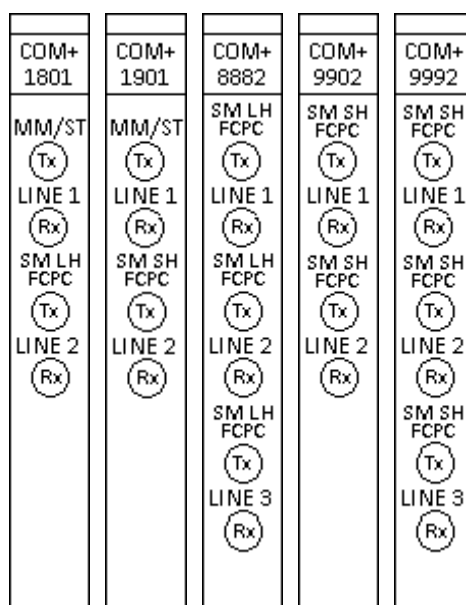 COM+
1801
MM/ST
Tx
LINE 1
Rx
SM LH
FCPC
Tx
LINE 2
Rx
COM+
1901
MM/ST
Tx
LINE 1
Rx
SM SH
FCPC
Tx
LINE 2
Rx
COM+
8882
SM LH
FCPC
Tx
LINE 1
Rx
SM LH
FCPC
Tx
LINE 2
Rx
SM LH
FCPC
Tx
LINE 3
Rx
COM+
9902
SM SH
FCPC
Tx
LINE 1
Rx
SM SH
FCPC
Tx
LINE 2
Rx
COM+
9992
SM SH
FCPC
Tx
LINE 1
Rx
SM SH
FCPC
Tx
LINE 2
Rx
SM SH
FCPC
Tx
LINE 3
Rx